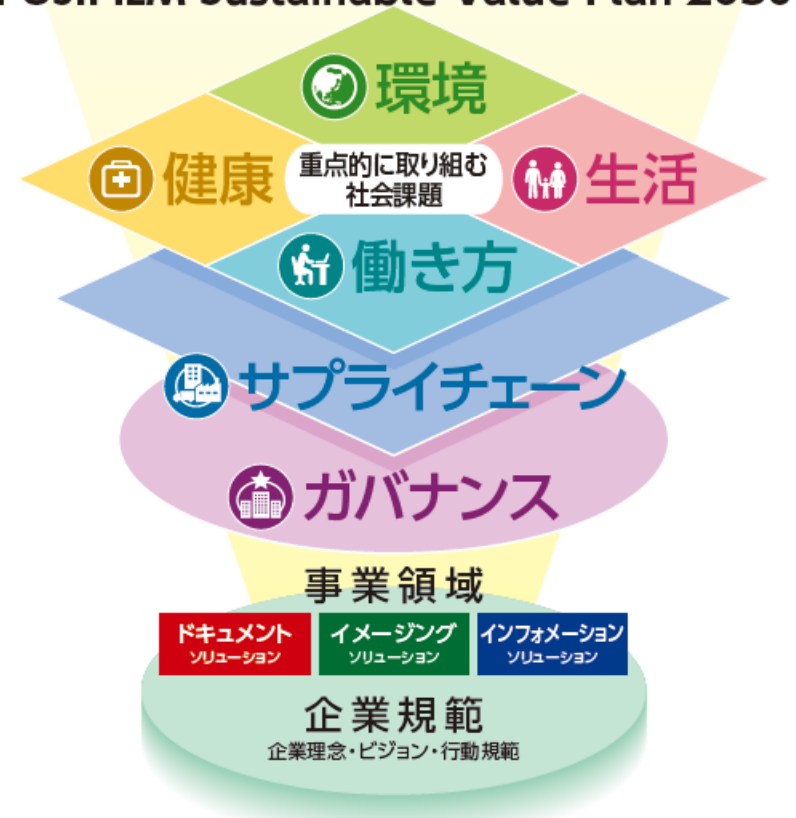 Sustainable Value Plan 2030
環境
健康
重点的に取り組む
社会課題
生活
働き方
サプライチェーン
ガバナンス
事業領域
ドキュメント
ソリューション
イメージング
ソリューション
インフォメーション
ソリューション
企業規範
企業理念・ビジョン・行動規範